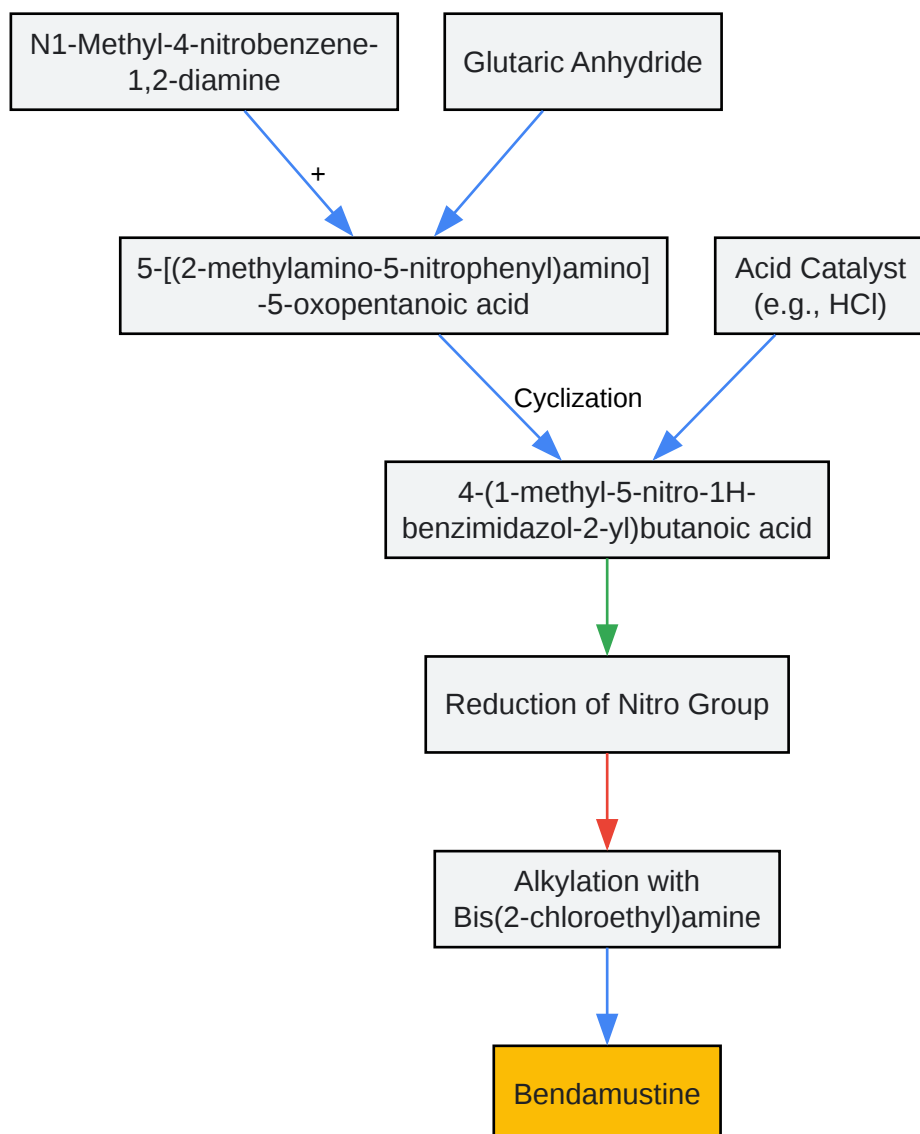 N1-Methyl-4-nitrobenzene-
1,2-diamine
Glutaric Anhydride
+
5-[(2-methylamino-5-nitrophenyl)amino]
-5-oxopentanoic acid
Acid Catalyst
(e.g., HCl)
Cyclization
4-(1-methyl-5-nitro-1H-
benzimidazol-2-yl)butanoic acid
Reduction of Nitro Group
Alkylation with
Bis(2-chloroethyl)amine
Bendamustine